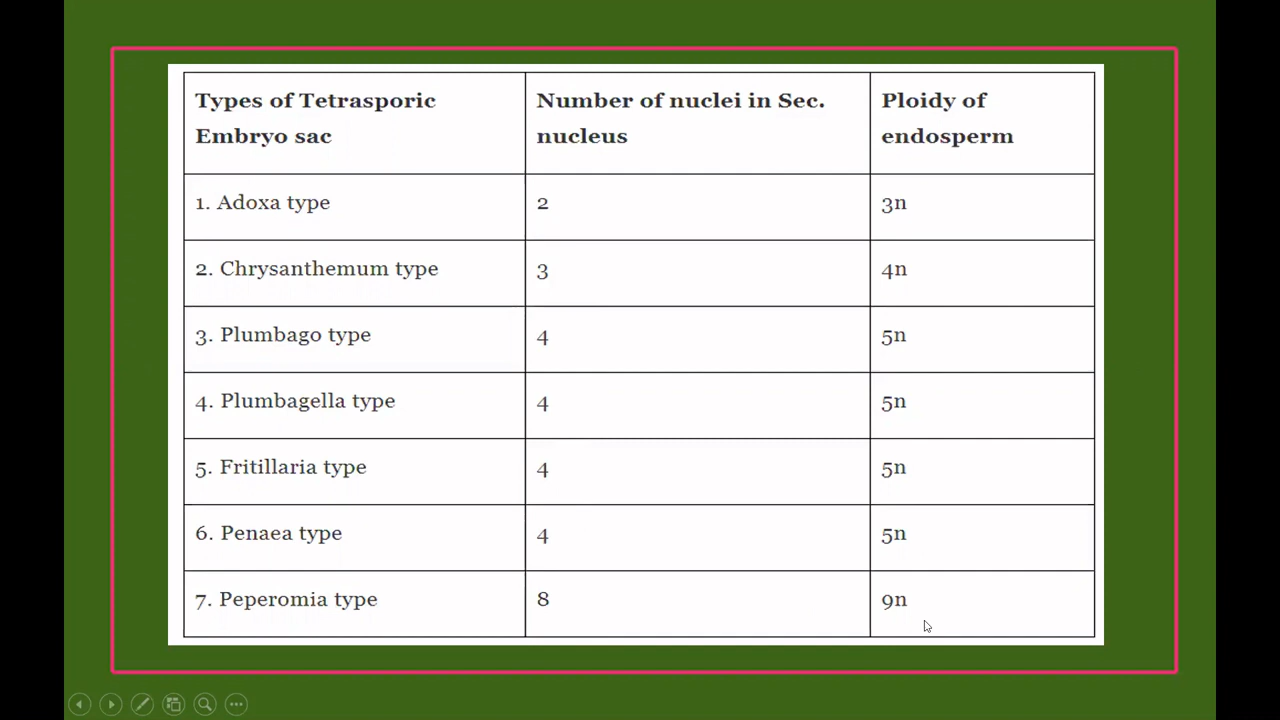 Types of Tetrasporic
Embryo sac
Number of nuclei in Sec.
nucleus
Ploidy of
endosperm
1. Adoxa type
2
3n
2. Chrysanthemum type
3
4n
3. Plumbago type
4
5n
4. Plumbagella type
4
5n
5. Fritillaria type
4
5n
6. Penaea type
4
5n
7. Peperomia type
8
9n